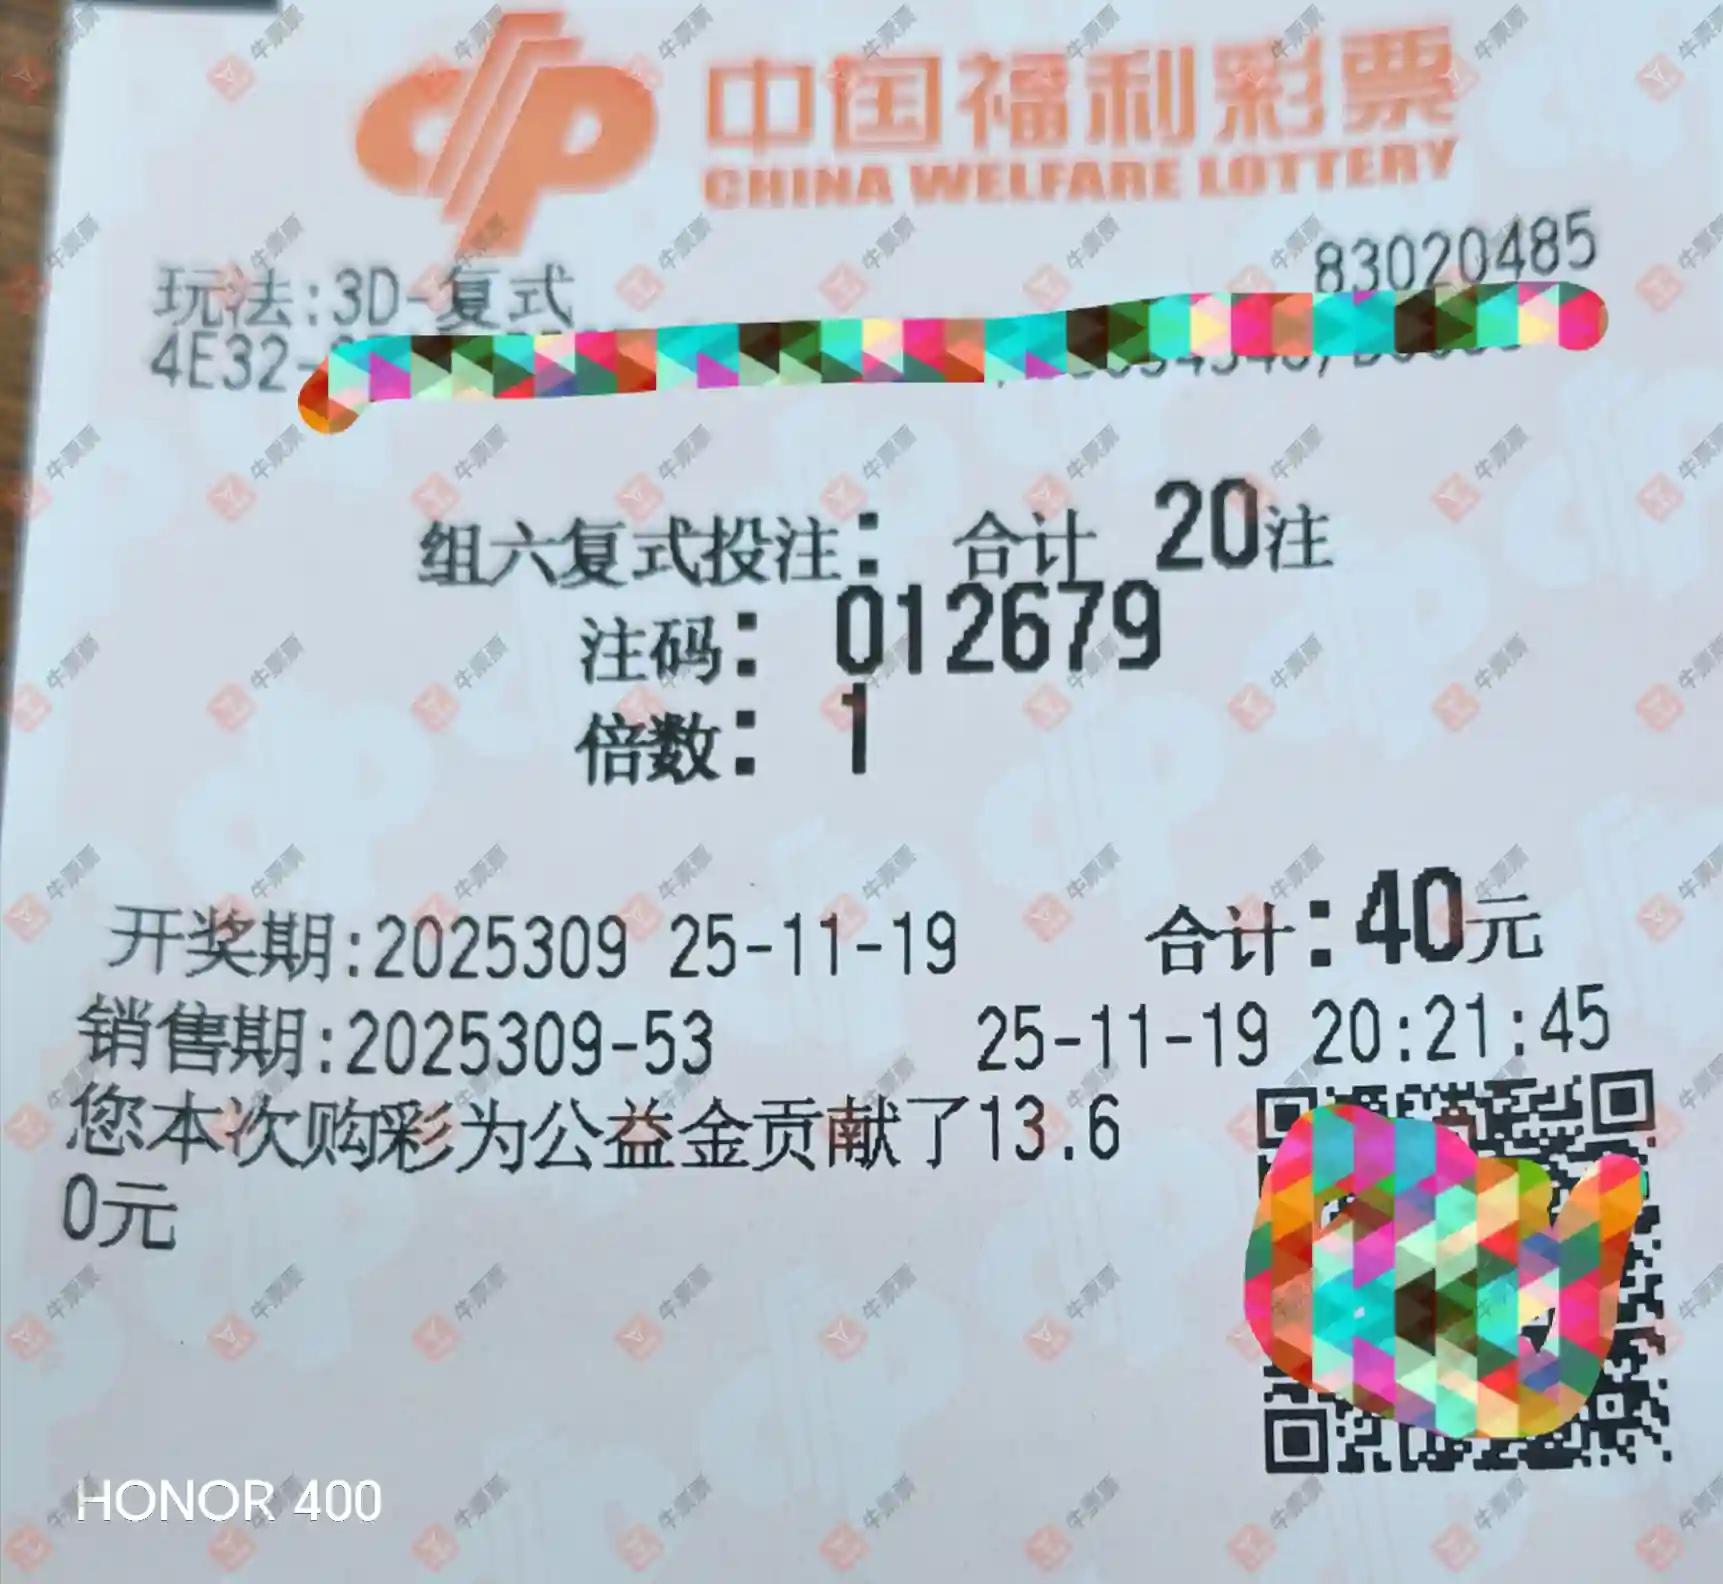 中国福利彩票
CHINA WELFARE LOTTERY
83020485
玩法:3D-复式
4E32-
组六复式投注: 合计 20注
注码: 012679
倍数: 1
开奖期:2025309 25-11-19 合计:40元
销售期:2025309-53 25-11-19 20:21:45
您本次购彩为公益金贡献了13.6
0元
HONOR 400
牛票票